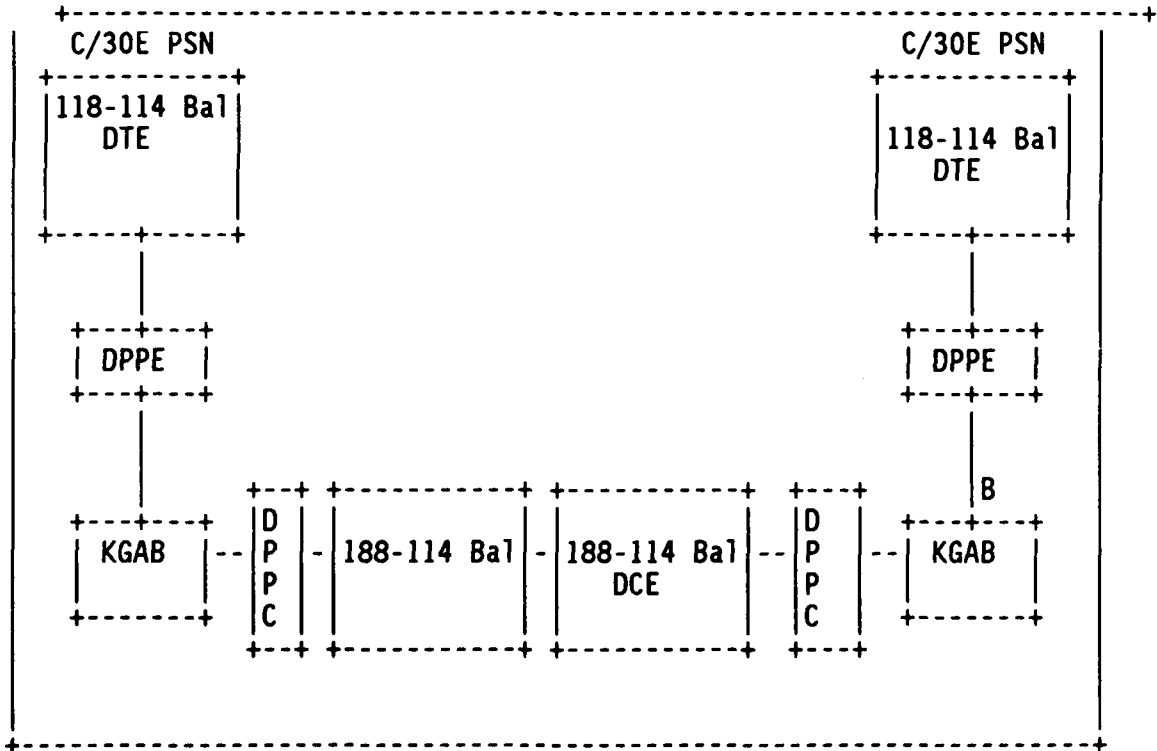 C/30E PSN C/30E PSN
118-114 Bal
DTE
118-114 Bal
DTE
DPPE DPPE
B
KGAB
D
P
P
C
188-114 Bal
188-114 Bal
DCE
D
P
P
C
KGAB